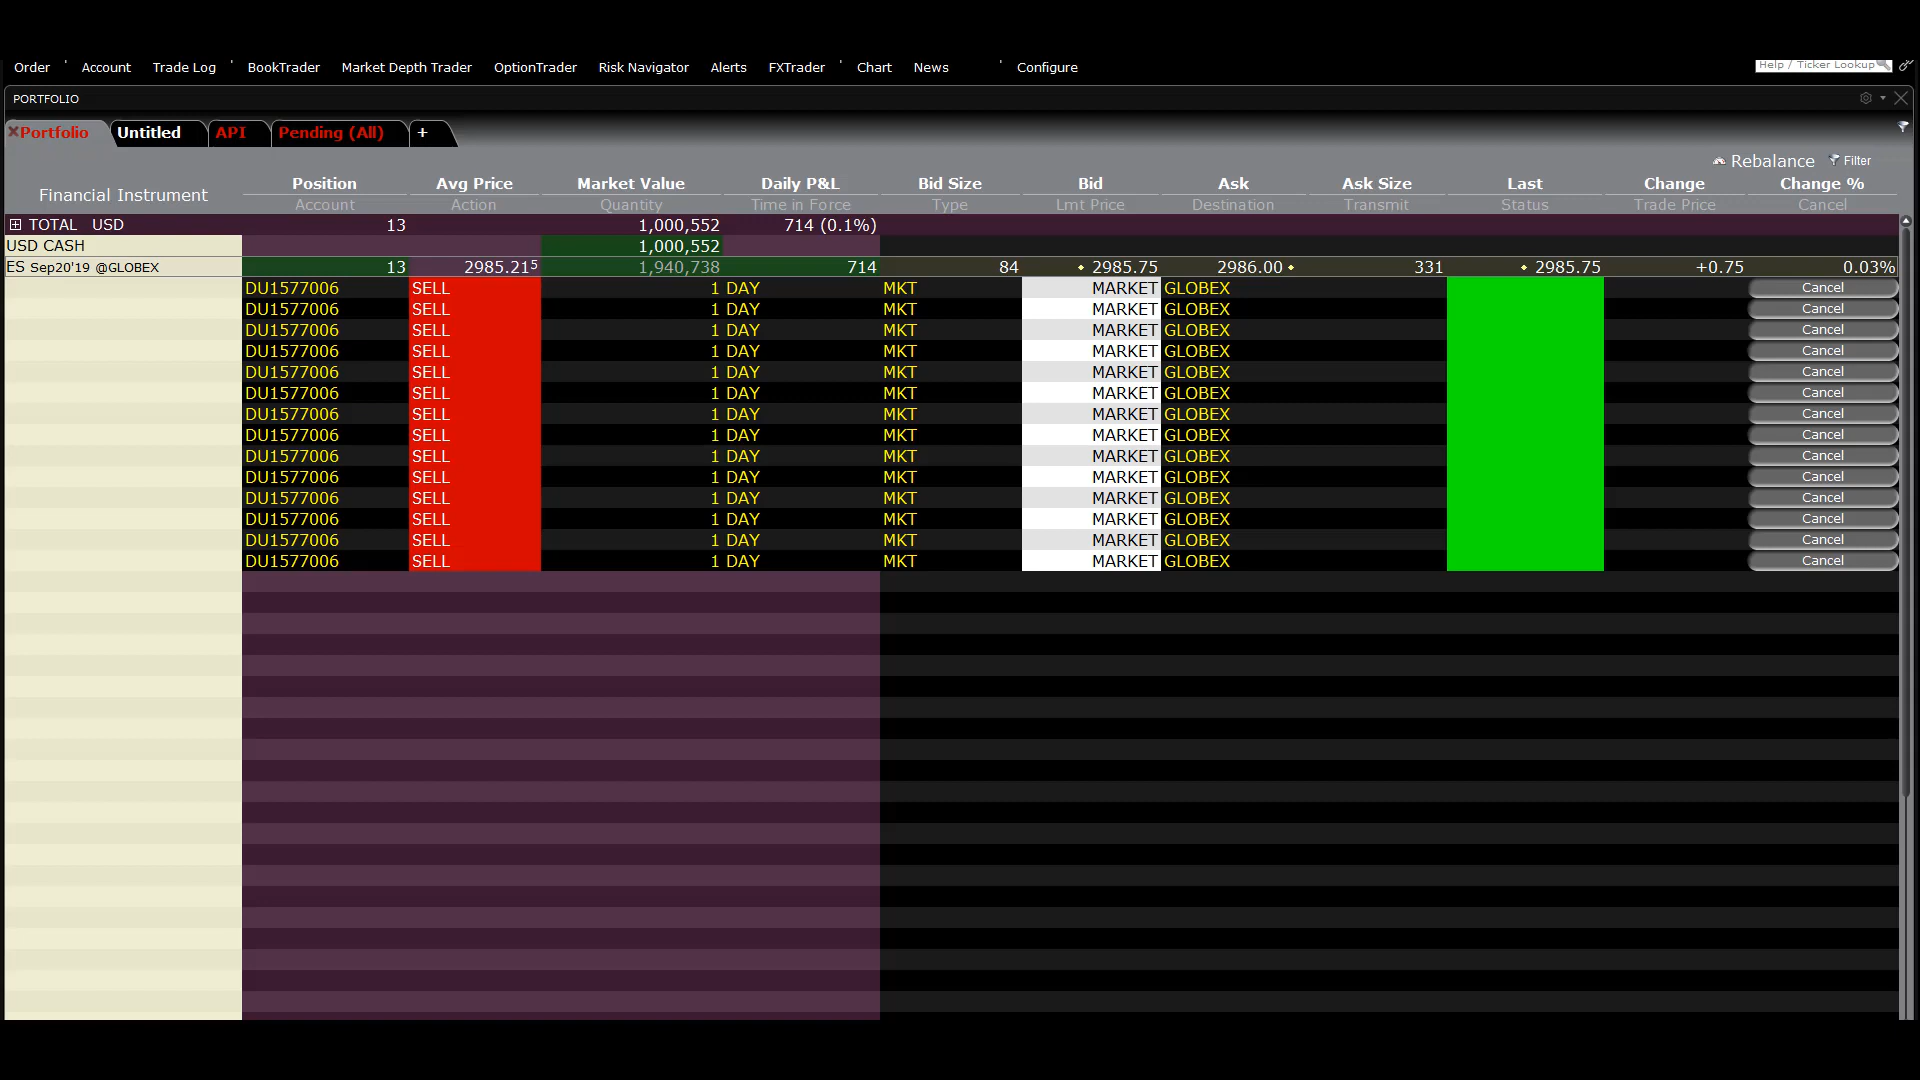 Order ' Account Trade Log ' BookTrader Market Depth Trader OptionTrader Risk Navigator Alerts FXTrader ' Chart News ' Configure Help / Ticker Lookup
PORTFOLIO
Portfolio Untitled API Pending (All) +
Rebalance Filter
Financial Instrument Position Avg Price Market Value Daily P&L Bid Size Bid Ask Ask Size Last Change Change %
Account Action Quantity Time in Force Type Lmt Price Destination Transmit Status Trade Price Cancel
TOTAL USD 13 1,000,552 714 (0.1%)
USD CASH 1,000,552
ES Sep20'19 @GLOBEX 13 2985.215 1,940,738 714 84 2985.75 2986.00 331 2985.75 +0.75 0.03%
DU1577006 SELL 1 DAY MKT MARKET GLOBEX Cancel
DU1577006 SELL 1 DAY MKT MARKET GLOBEX Cancel
DU1577006 SELL 1 DAY MKT MARKET GLOBEX Cancel
DU1577006 SELL 1 DAY MKT MARKET GLOBEX Cancel
DU1577006 SELL 1 DAY MKT MARKET GLOBEX Cancel
DU1577006 SELL 1 DAY MKT MARKET GLOBEX Cancel
DU1577006 SELL 1 DAY MKT MARKET GLOBEX Cancel
DU1577006 SELL 1 DAY MKT MARKET GLOBEX Cancel
DU1577006 SELL 1 DAY MKT MARKET GLOBEX Cancel
DU1577006 SELL 1 DAY MKT MARKET GLOBEX Cancel
DU1577006 SELL 1 DAY MKT MARKET GLOBEX Cancel
DU1577006 SELL 1 DAY MKT MARKET GLOBEX Cancel
DU1577006 SELL 1 DAY MKT MARKET GLOBEX Cancel
DU1577006 SELL 1 DAY MKT MARKET GLOBEX Cancel